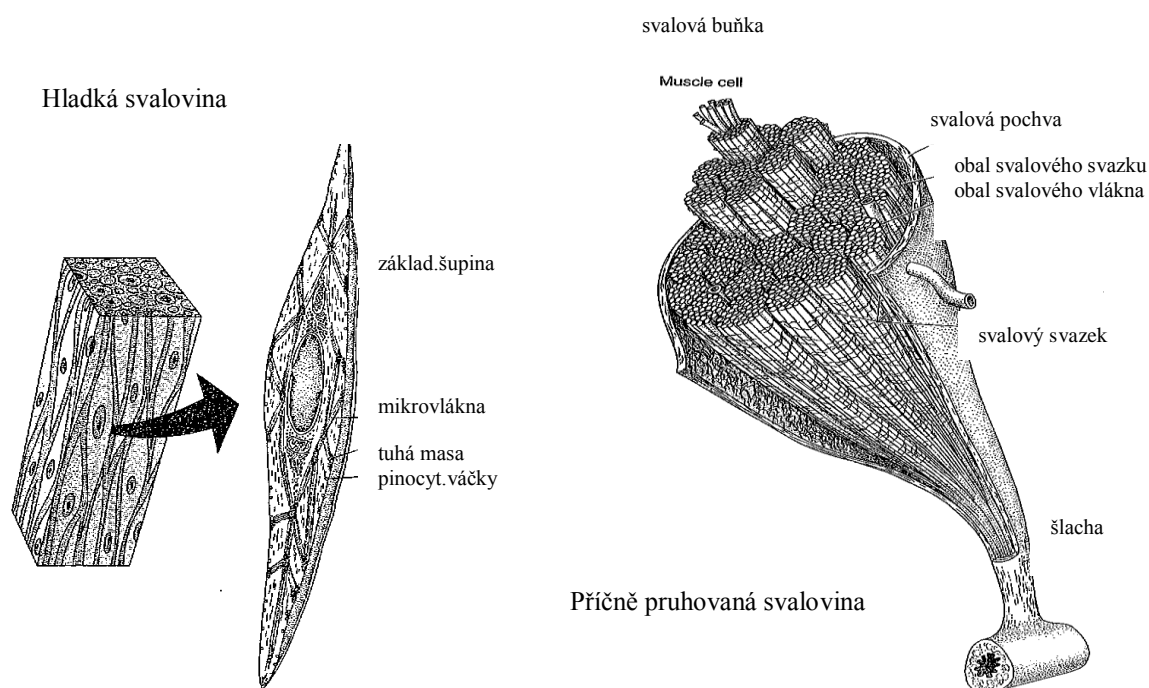 Hladká svalovina
základ.šupina
mikrovlákna
tuhá masa
pinocyt.váčky
svalová buňka
Muscle cell
svalová pochva
obal svalového svazku
obal svalového vlákna
svalový svazek
šlacha
Příčně pruhovaná svalovina